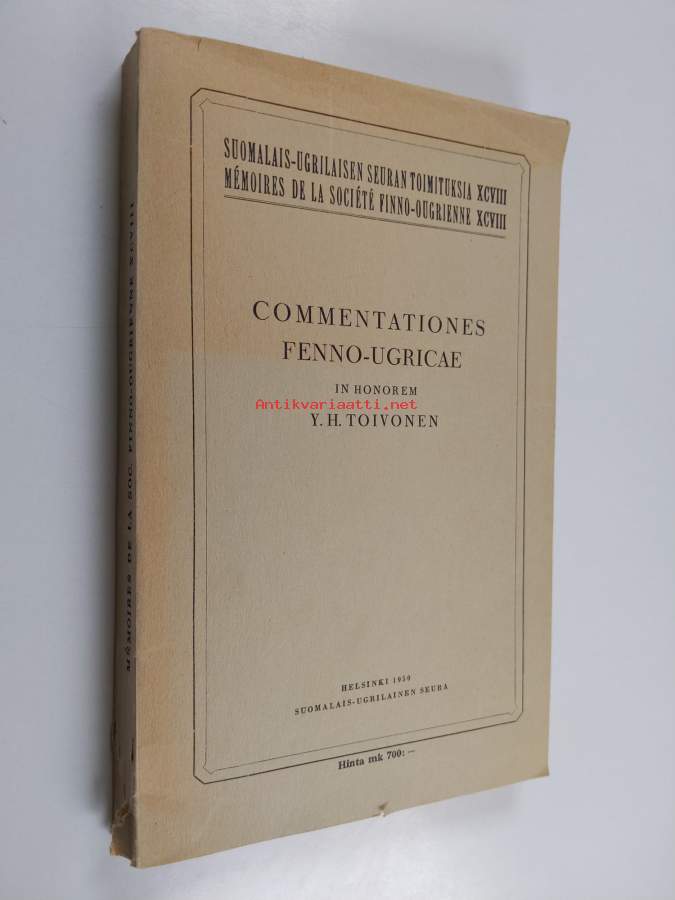 SUOMALAIS-UGRILAISEN SEURAN TOIMITUKSIA XCVIII
MÉMOIRES DE LA SOCIÉTÉ FINNO-OUGRIENNE XCVIII
COMMENTATIONES
FENNO-UGRICAE
IN HONOREM
Antikvariaatti.net
Y. H. TOIVONEN
HELSINKI 1950
SUOMALAIS-UGRILAINEN SEURA
Hinta mk 700: —
MÉMOIRES DE LA SOC. FINNO-OUGRIENNE XCVIII